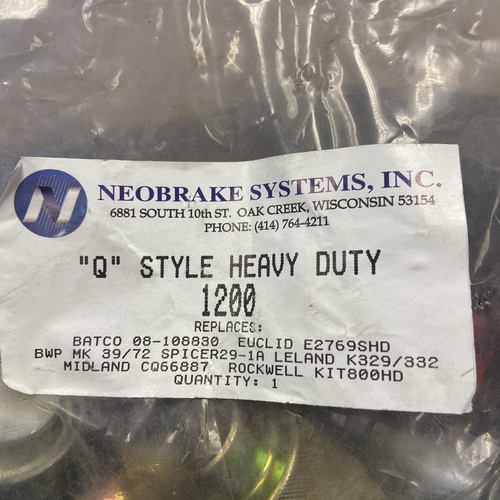 N
NEOBRAKE SYSTEMS, INC.
6881 SOUTH 10th ST. OAK CREEK, WISCONSIN 53154
PHONE: (414) 764-4211
"Q" STYLE HEAVY DUTY
1200
REPLACES:
BATCO 08-108830 EUCLID E2769SHD
BWP MK 39/72 SPICER29-1A LELAND K329/332
MIDLAND CQ66887 ROCKWELL KIT800HD
QUANTITY: 1